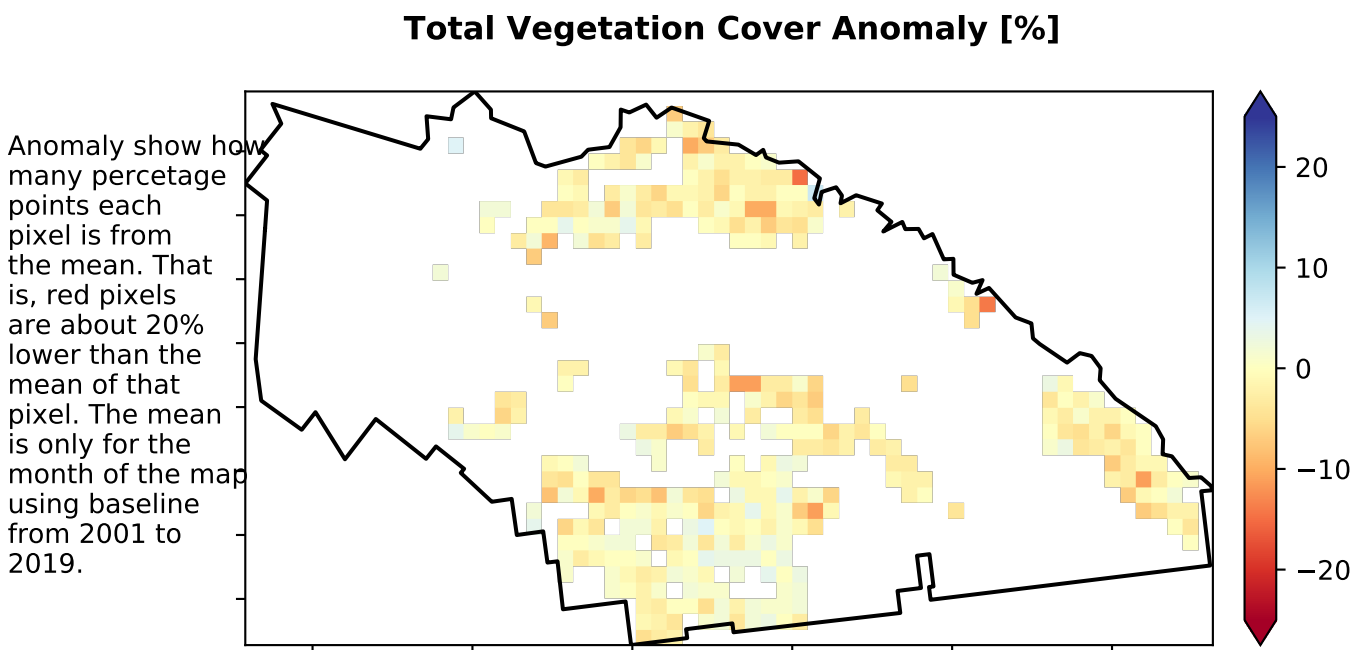 Total Vegetation Cover Anomaly [%]
Anomaly show how
many percetage
points each
pixel is from
the mean. That
is, red pixels
are about 20%
lower than the
mean of that
pixel. The mean
is only for the
month of the map
using baseline
from 2001 to
2019.
20
10
0
−10
−20